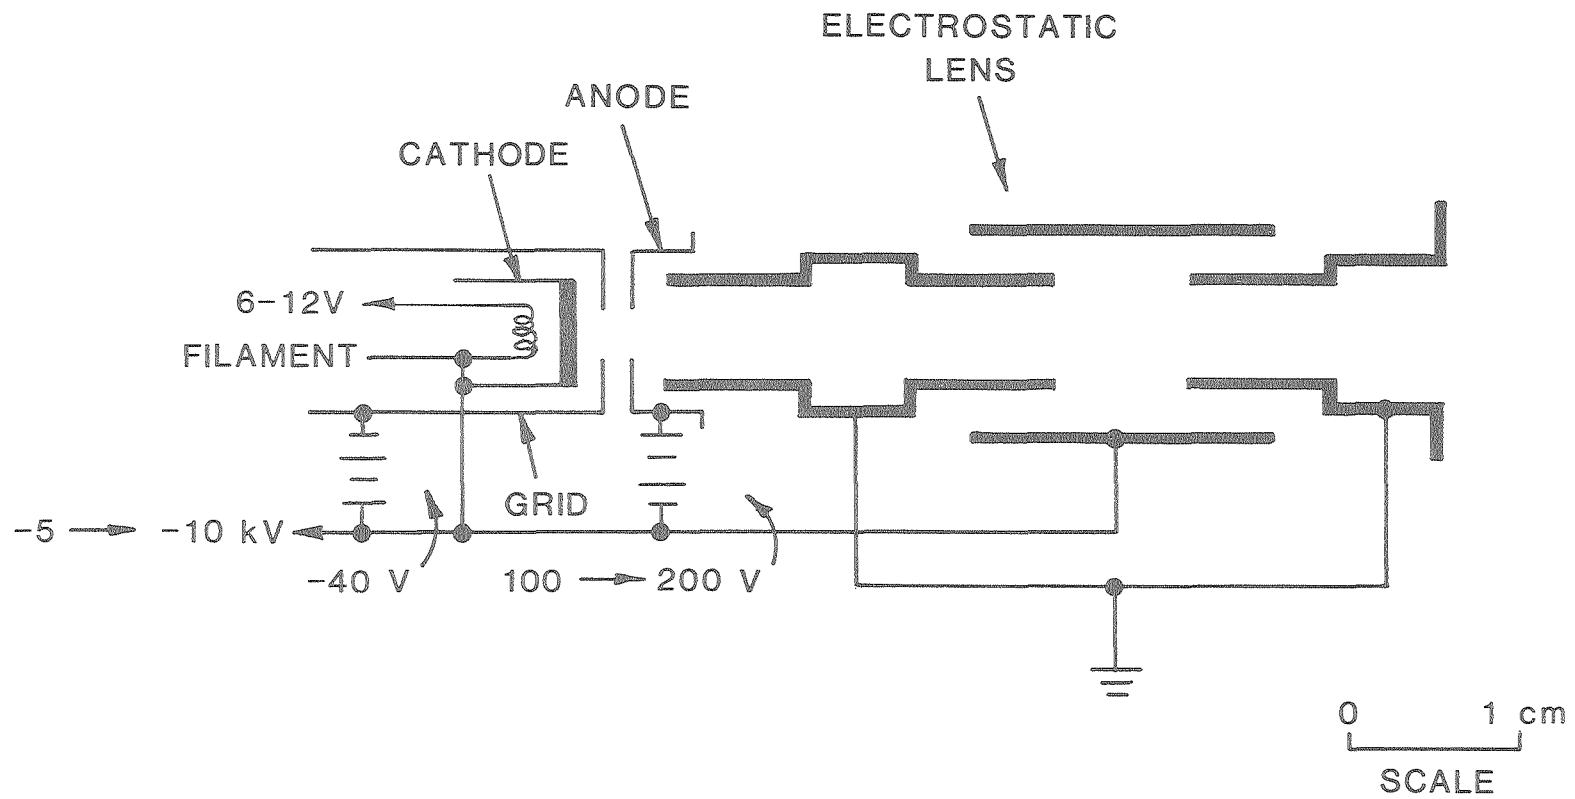 ELECTROSTATIC
LENS
ANODE
CATHODE
6-12V
FILAMENT
GRID
-5 → -10 kV
-40 V
100 → 200 V
0 1 cm
SCALE